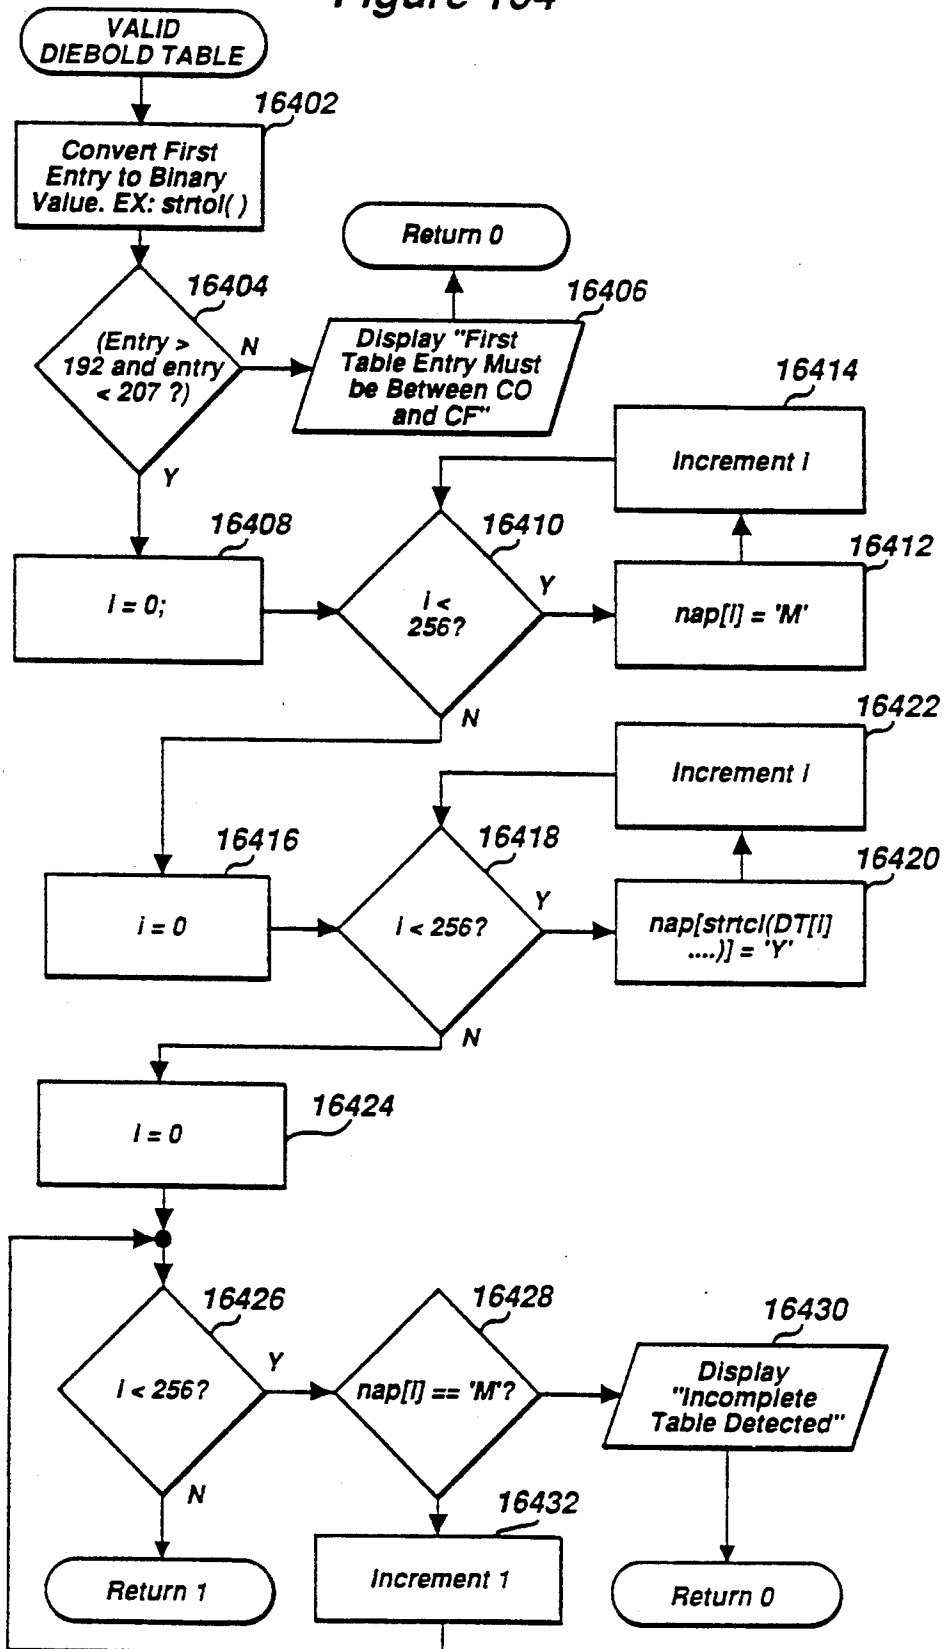 Figure 194
VALID
DIEBOLD TABLE
16402
Convert First
Entry to Binary
Value. EX: strtol( )
Return 0
16404
(Entry >
192 and entry
< 207 ?)
N
Y
16406
Display "First
Table Entry Must
be Between CO
and CF"
16414
Increment i
16408
i = 0;
16410
i <
256?
Y
N
16412
nap[i] = 'M'
16422
Increment i
16416
i = 0
16418
i < 256?
Y
N
16420
nap[strtcl(DT[i]
....)] = 'Y'
16424
i = 0
16426
i < 256?
Y
N
16428
nap[i] == 'M'?
16430
Display
"Incomplete
Table Detected"
16432
Increment 1
Return 1
Return 0